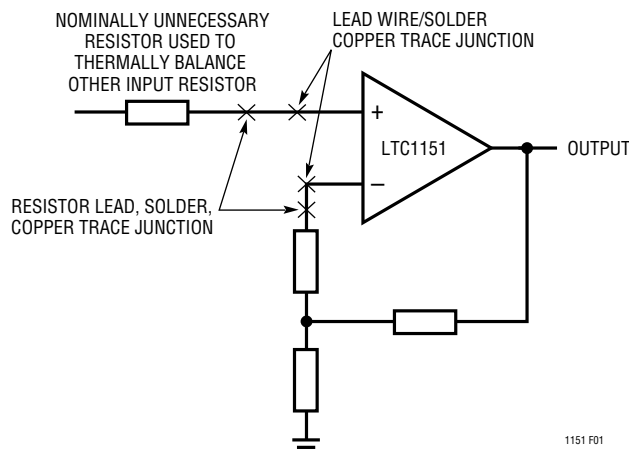 NOMINALLY UNNECESSARY
RESISTOR USED TO
THERMALLY BALANCE
OTHER INPUT RESISTOR
LEAD WIRE/SOLDER
COPPER TRACE JUNCTION
+
LTC1151
–
OUTPUT
RESISTOR LEAD, SOLDER,
COPPER TRACE JUNCTION
1151 F01